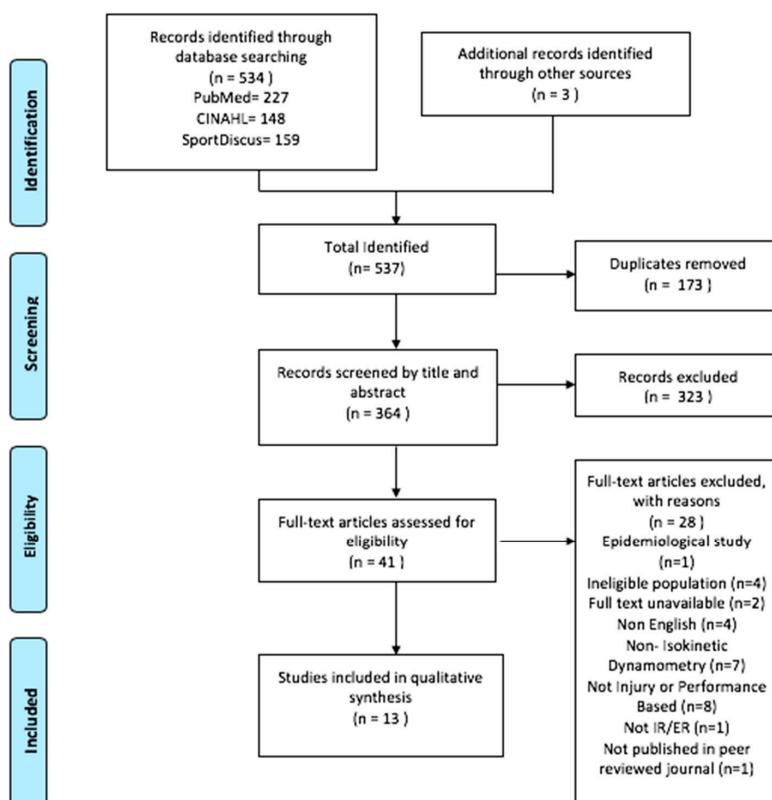 Records identified through
database searching
(n = 534 )
PubMed= 227
CINAHL= 148
SportDiscus= 159
Additional records identified
through other sources
(n = 3 )
Identification
Total Identified
(n= 537)
Duplicates removed
(n = 173 )
Screening
Records screened by title and
abstract
(n = 364 )
Records excluded
(n = 323 )
Eligibility
Full-text articles assessed for
eligibility
(n = 41 )
Full-text articles excluded,
with reasons
(n = 28 )
Epidemiological study
(n=1)
Ineligible population (n=4)
Full text unavailable (n=2)
Non English (n=4)
Non- Isokinetic
Dynamometry (n=7)
Not Injury or Performance
Based (n=8)
Not IR/ER (n=1)
Not published in peer
reviewed journal (n=1)
Included
Studies included in qualitative
synthesis
(n = 13 )